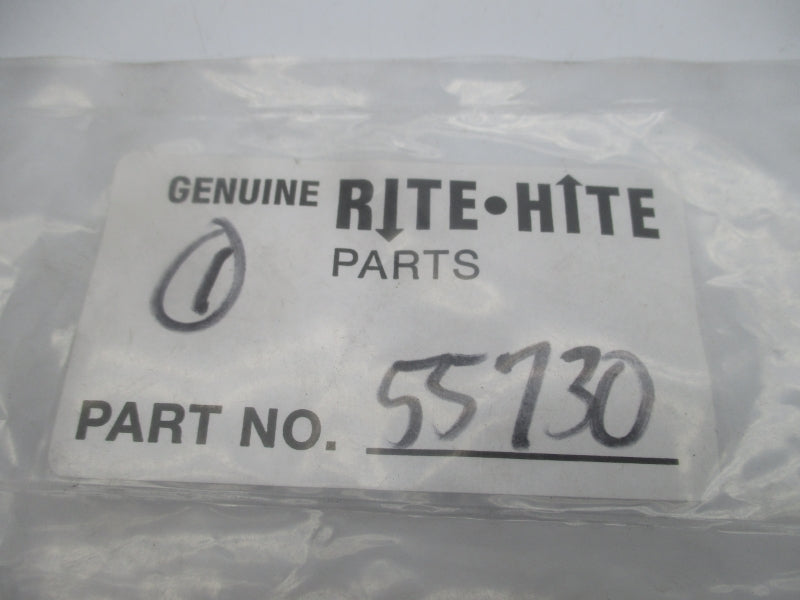 GENUINE RITE•HITE
PARTS
1
PART NO. 55730